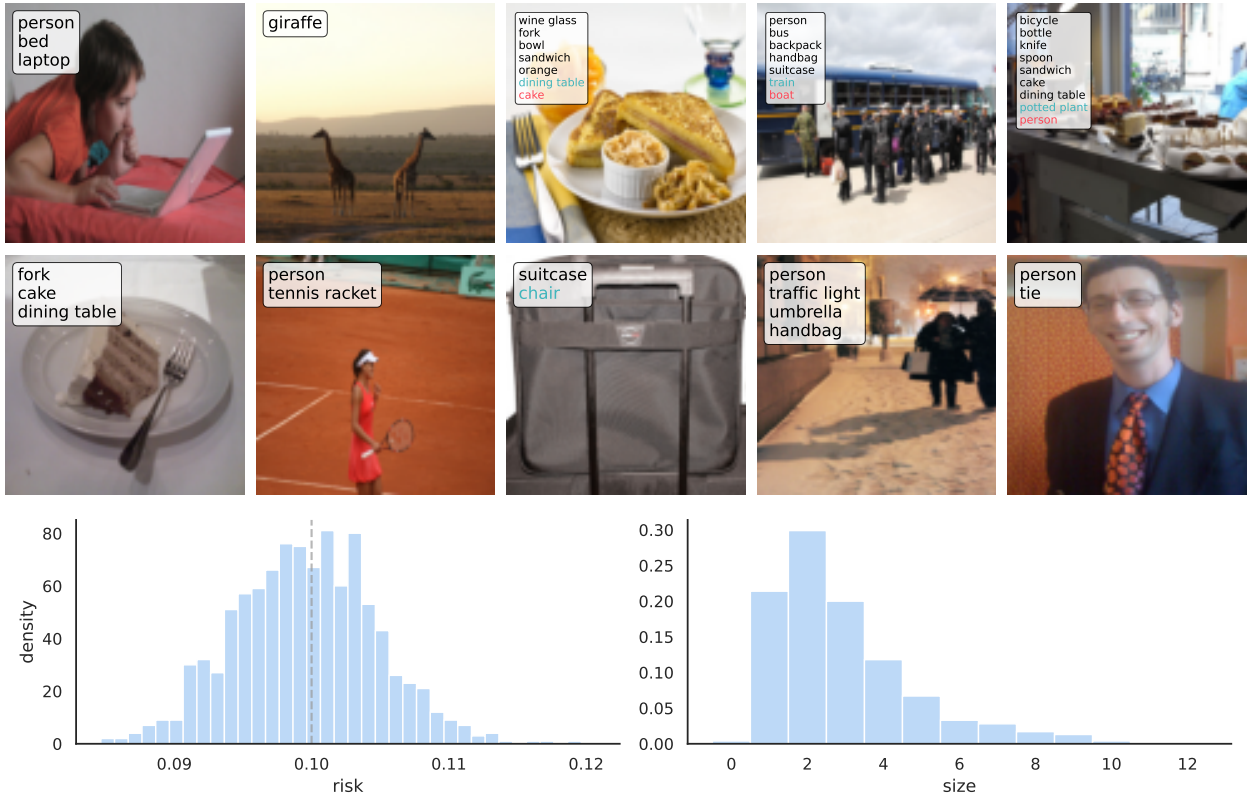 person
bed
laptop
giraffe
wine glass
fork
bowl
sandwich
orange
dining table
cake
person
bus
backpack
handbag
suitcase
train
boat
bicycle
bottle
knife
spoon
sandwich
cake
dining table
potted plant
person
fork
cake
dining table
person
tennis racket
suitcase
chair
person
traffic light
umbrella
handbag
person
tie
80
60
40
20
0
density
0.09 0.10 0.11 0.12
risk
0.30
0.25
0.20
0.15
0.10
0.05
0.00
0 2 4 6 8 10 12
size